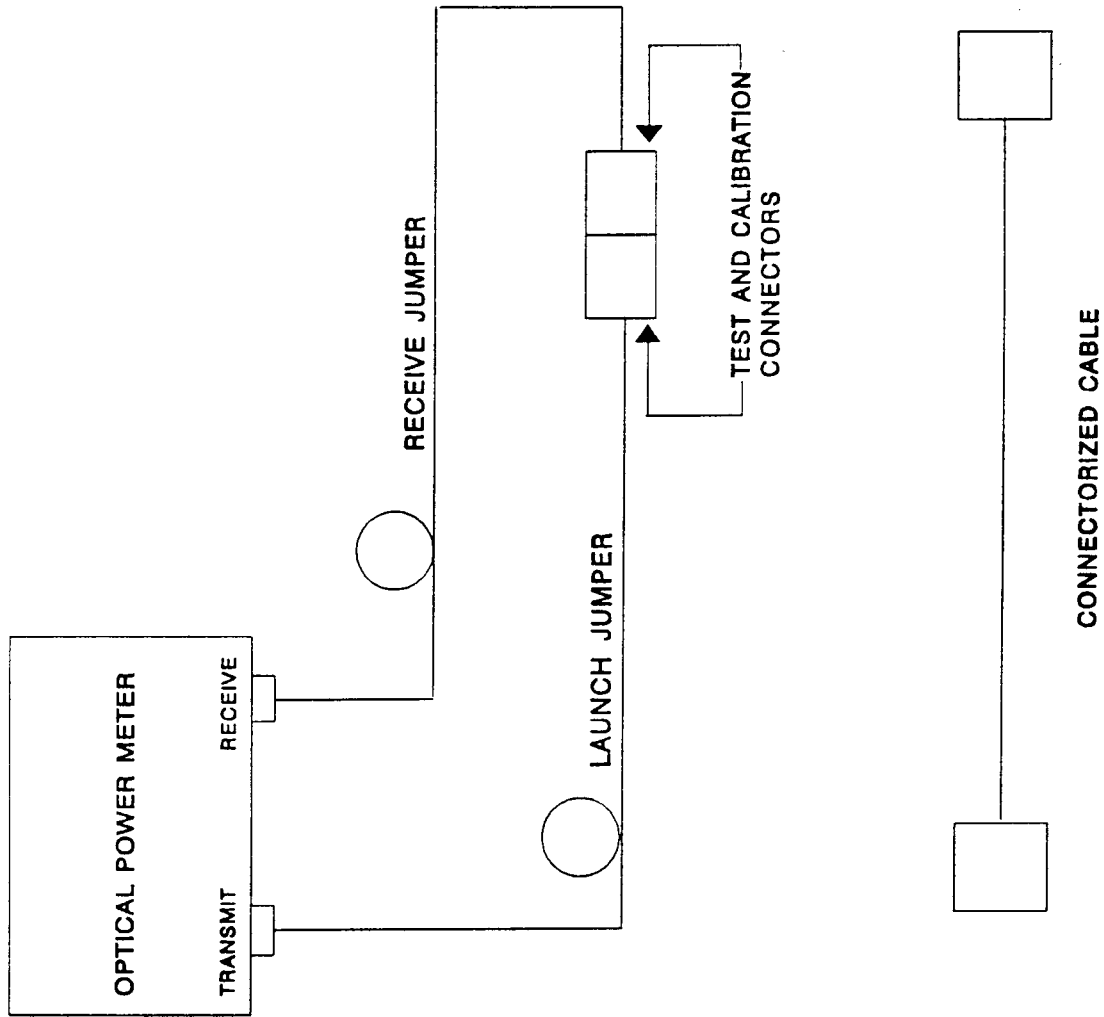 OPTICAL POWER METER
TRANSMIT
RECEIVE
RECEIVE JUMPER
LAUNCH JUMPER
TEST AND CALIBRATION
CONNECTORS
CONNECTORIZED CABLE